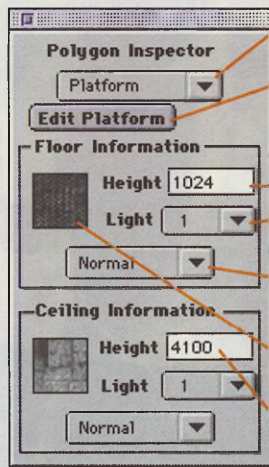 Polygon Inspector
Platform
Edit Platform
Floor Information
Height 1024
Light 1
Normal
Ceiling Information
Height 4100
Light 1
Normal